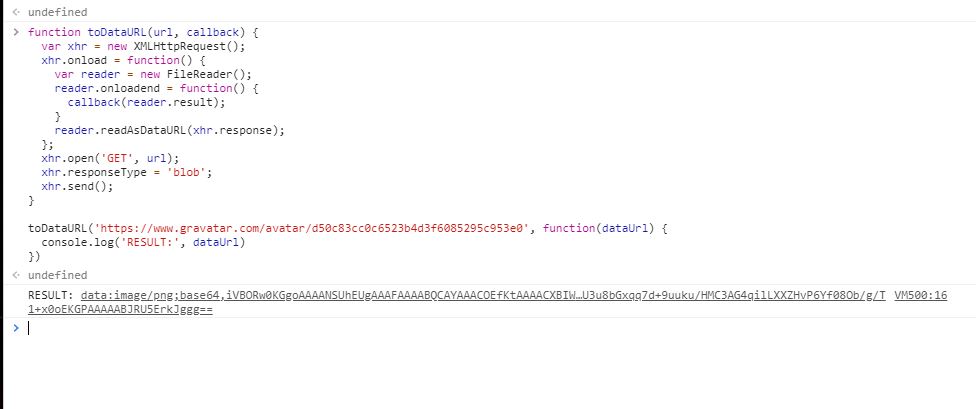 undefined
function toDataURL(url, callback) {
var xhr = new XMLHttpRequest();
xhr.onload = function() {
var reader = new FileReader();
reader.onloadend = function() {
callback(reader.result);
}
reader.readAsDataURL(xhr.response);
};
xhr.open('GET', url);
xhr.responseType = 'blob';
xhr.send();
}
toDataURL('https://www.gravatar.com/avatar/d50c83cc0c6523b4d3f6085295c953e0', function(dataUrl) {
console.log('RESULT:', dataUrl)
})
undefined
RESULT: data:image/png;base64,iVBORw0KGgoAAAANSUhEUgAAAFAAAABQCAYAAACOEfKtAAAACXBIW…U3u8bGxqq7d+9uuku/HMC3AG4qilLXXZHvP6Yf08Ob/g/T VM500:16
1+x0oEKGPAAAAABJRU5ErkJggg==